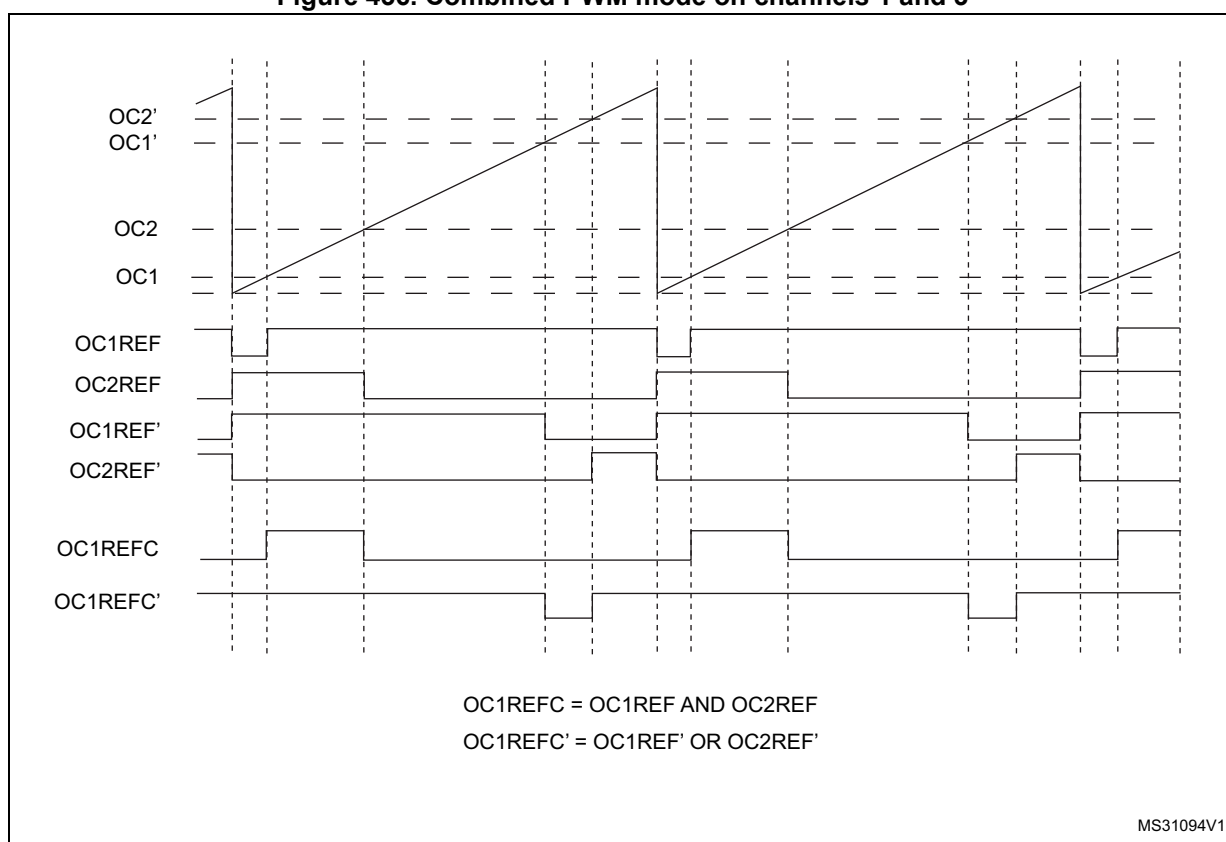 OC2’
OC1’
OC2
OC1
OC1REF
OC2REF
OC1REF’
OC2REF’
OC1REFC
OC1REFC’
OC1REFC = OC1REF AND OC2REF
OC1REFC’ = OC1REF’ OR OC2REF’
MS31094V1